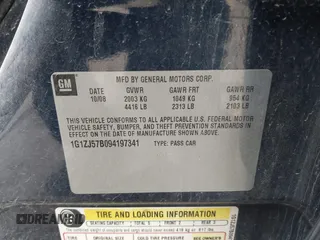 GM
MFD BY GENERAL MOTORS CORP.
DATE GVWR GAWR FRT GAWR RR
10/08 2003 KG 1049 KG 954 KG
4416 LB 2313 LB 2103 LB
THIS VEHICLE CONFORMS TO ALL APPLICABLE U.S. FEDERAL MOTOR
VEHICLE SAFETY, BUMPER, AND THEFT PREVENTION STANDARDS
IN EFFECT ON THE DATE OF MANUFACTURE SHOWN ABOVE.
1G1ZJ57B094197341 TYPE: PASS CAR
TIRE AND LOADING INFORMATION